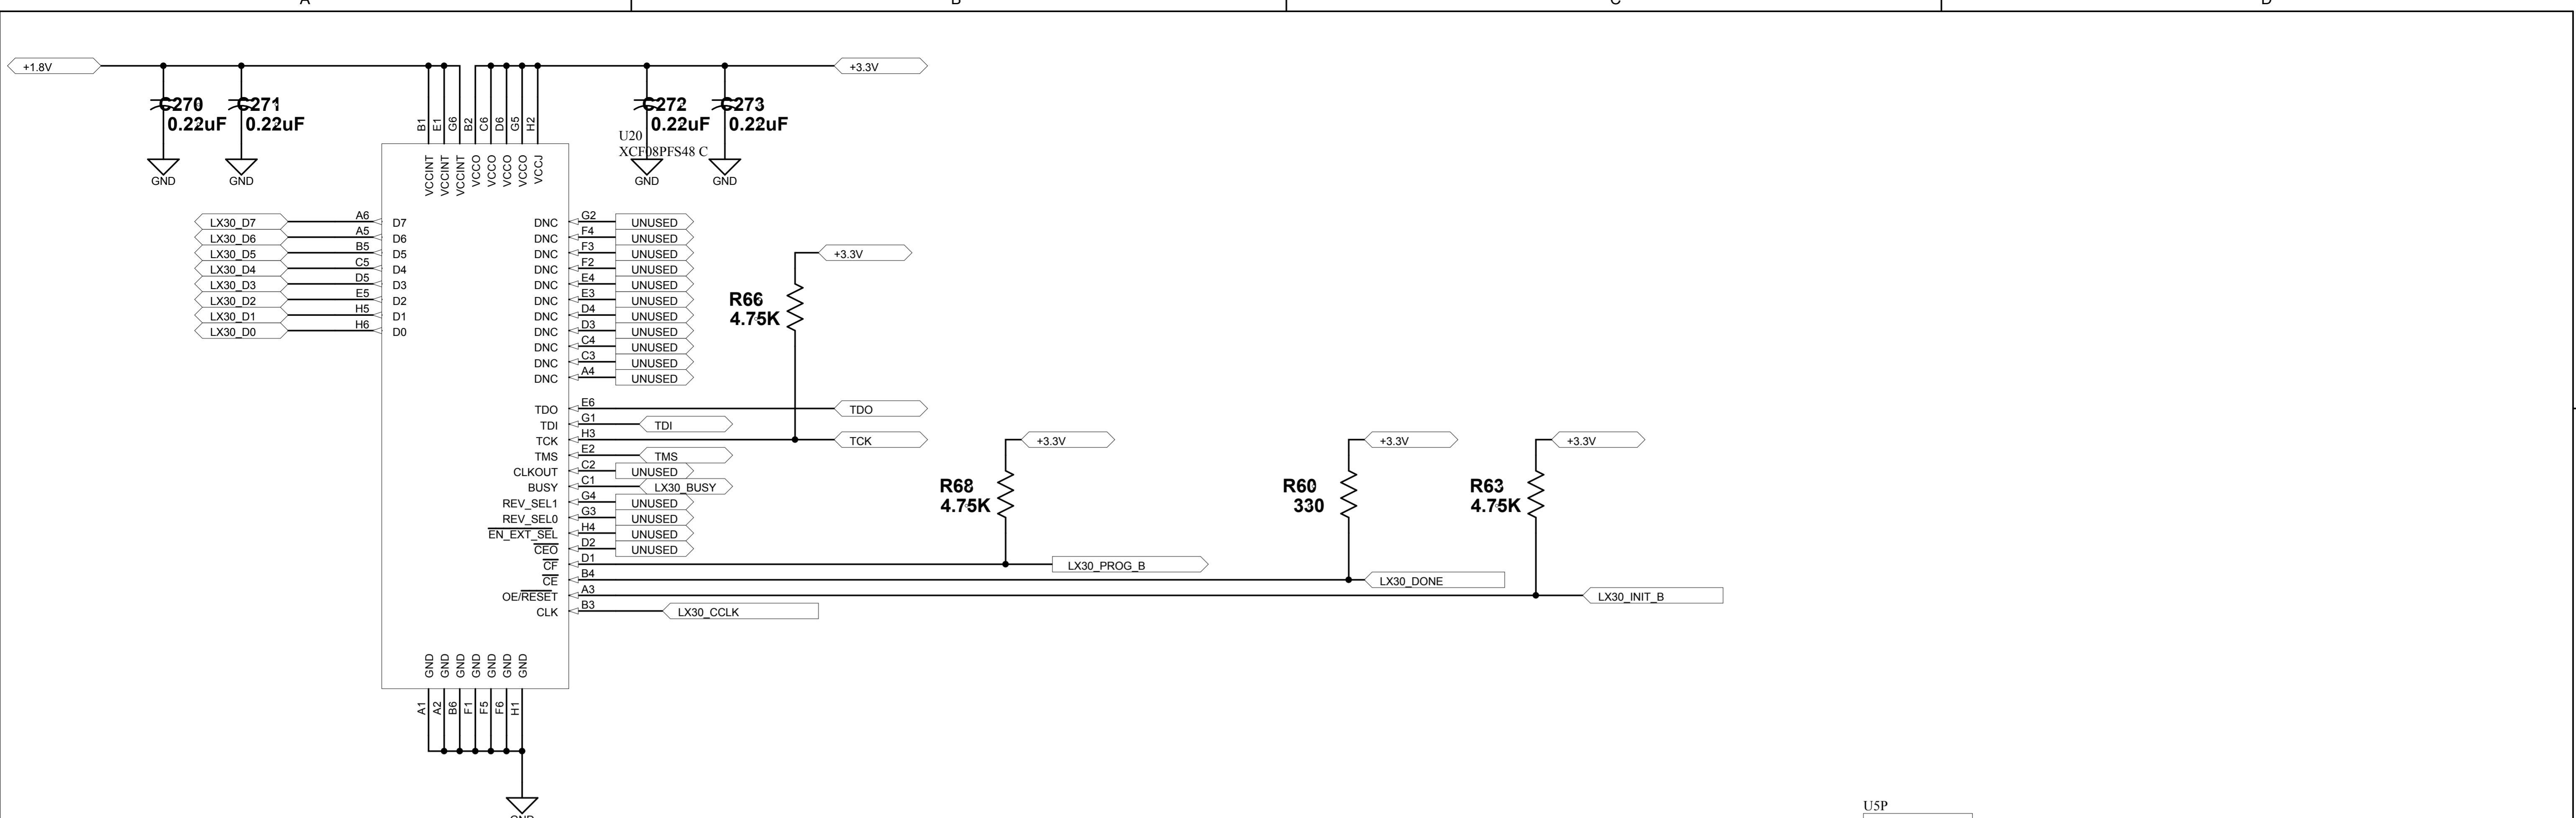 A B C D
+1.8V
+3.3V
C270
0.22uF
C271
0.22uF
C272
0.22uF
C273
0.22uF
GND
GND
GND
GND
B1 E1 G6 B2 C6 D6 G5 H2
U20
XCF08PFS48 C
VCCINT VCCINT VCCINT VCCO VCCO VCCO VCCO VCCJ
LX30_D7 A6 D7
LX30_D6 A5 D6
LX30_D5 B5 D5
LX30_D4 C5 D4
LX30_D3 D5 D3
LX30_D2 E5 D2
LX30_D1 H5 D1
LX30_D0 H6 D0
DNC G2 UNUSED
DNC F4 UNUSED
DNC F3 UNUSED
DNC F2 UNUSED
DNC E4 UNUSED
DNC E3 UNUSED
DNC D4 UNUSED
DNC D3 UNUSED
DNC C4 UNUSED
DNC C3 UNUSED
DNC A4 UNUSED
+3.3V
R66
4.75K
TDO E6 TDO
TDI G1 TDI
TCK H3 TCK
TMS E2 TMS
CLKOUT C2 UNUSED
BUSY C1 LX30_BUSY
REV_SEL1 G4 UNUSED
REV_SEL0 G3 UNUSED
EN_EXT_SEL H4 UNUSED
CEO D2 UNUSED
CF D1 LX30_PROG_B
CE B4 LX30_DONE
OE/RESET A3 LX30_INIT_B
CLK B3 LX30_CCLK
+3.3V
R68
4.75K
+3.3V
R60
330
+3.3V
R63
4.75K
GND GND GND GND GND GND GND
A1 A2 B6 F1 F5 F6 H1
GND
U5P